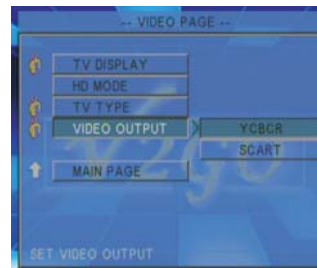 -- VIDEO PAGE --
TV DISPLAY
HD MODE
TV TYPE
VIDEO OUTPUT
YCBCR
SCART
MAIN PAGE
SET VIDEO OUTPUT